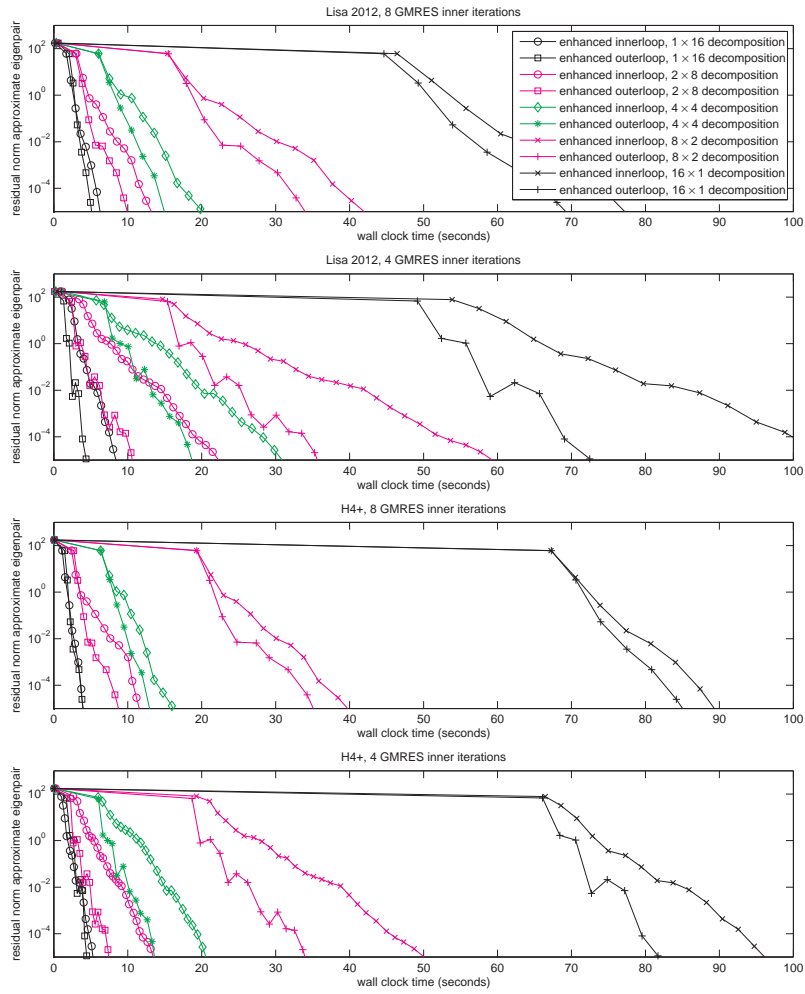 Lisa 2012, 8 GMRES inner iterations
residual norm approximate eigenpair
10^2
10^0
10^−2
10^−4
enhanced innerloop, 1 × 16 decomposition
enhanced outerloop, 1 × 16 decomposition
enhanced innerloop, 2 × 8 decomposition
enhanced outerloop, 2 × 8 decomposition
enhanced innerloop, 4 × 4 decomposition
enhanced outerloop, 4 × 4 decomposition
enhanced innerloop, 8 × 2 decomposition
enhanced outerloop, 8 × 2 decomposition
enhanced innerloop, 16 × 1 decomposition
enhanced outerloop, 16 × 1 decomposition
0 10 20 30 40 50 60 70 80 90 100
wall clock time (seconds)
Lisa 2012, 4 GMRES inner iterations
residual norm approximate eigenpair
10^2
10^0
10^−2
10^−4
0 10 20 30 40 50 60 70 80 90 100
wall clock time (seconds)
H4+, 8 GMRES inner iterations
residual norm approximate eigenpair
10^2
10^0
10^−2
10^−4
0 10 20 30 40 50 60 70 80 90 100
wall clock time (seconds)
H4+, 4 GMRES inner iterations
residual norm approximate eigenpair
10^2
10^0
10^−2
10^−4
0 10 20 30 40 50 60 70 80 90 100
wall clock time (seconds)